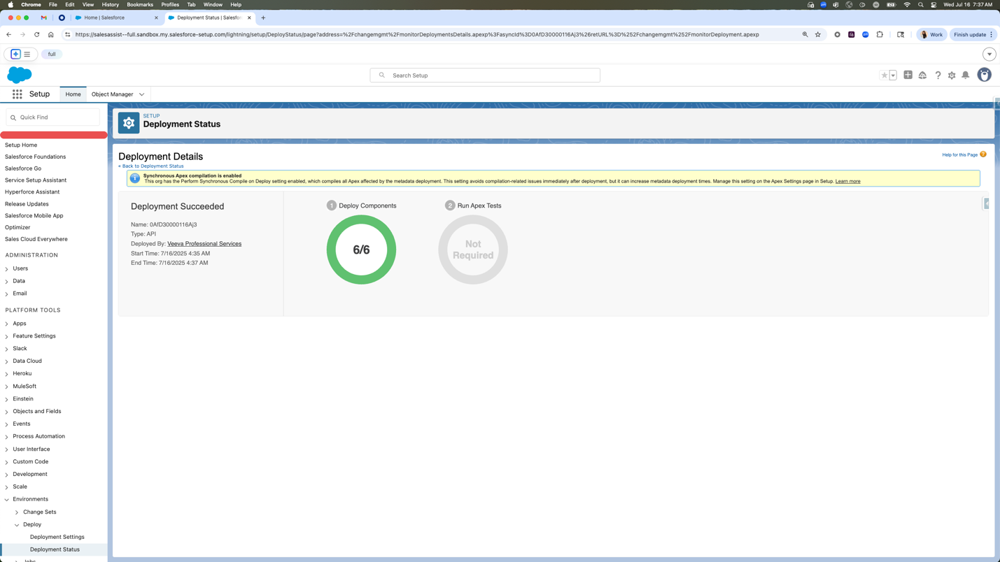 Chrome File Edit View History Bookmarks Profiles Tab Window Help Wed Jul 16 7:37 AM
Home | Salesforce Deployment Status | Salesfor
https://salesassist--full.sandbox.my.salesforce-setup.com/lightning/setup/DeployStatus/page?address=%2Fchangemgmt%2FmonitorDeploymentsDetails.apexp%3FasyncId%3D0AfD30000116Aj3%26retURL%3D%252Fchangemgmt%252FmonitorDeployment.apexp Work Finish update
full
Search Setup
Setup Home Object Manager
Quick Find
Setup Home
Salesforce Foundations
Salesforce Go
Service Setup Assistant
Hyperforce Assistant
Release Updates
Salesforce Mobile App
Optimizer
Sales Cloud Everywhere
ADMINISTRATION
Users
Data
Email
PLATFORM TOOLS
Apps
Feature Settings
Slack
Data Cloud
Heroku
MuleSoft
Einstein
Objects and Fields
Events
Process Automation
User Interface
Custom Code
Development
Scale
Environments
Change Sets
Deploy
Deployment Settings
Deployment Status
Jobs
SETUP
Deployment Status
Deployment Details
Help for this Page ?
« Back to Deployment Status
Synchronous Apex compilation is enabled
This org has the Perform Synchronous Compile on Deploy setting enabled, which compiles all Apex affected by the metadata deployment. This setting avoids compilation-related issues immediately after deployment, but it can increase metadata deployment times. Manage this setting on the Apex Settings page in Setup. Learn more
Deployment Succeeded
Name: 0AfD30000116Aj3
Type: API
Deployed By: Veeva Professional Services
Start Time: 7/16/2025 4:35 AM
End Time: 7/16/2025 4:37 AM
1 Deploy Components
6/6
2 Run Apex Tests
Not
Required